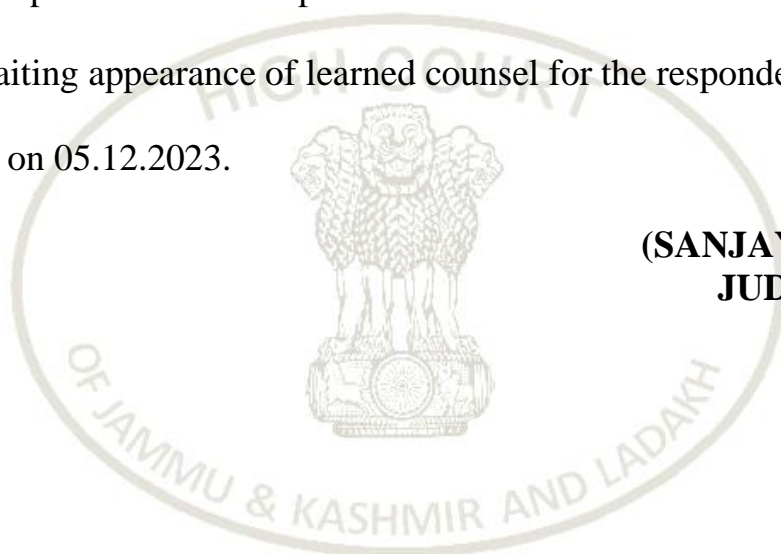 aiting appearance of learned counsel for the responde
on 05.12.2023.
(SANJAY
JUD
HIGH COURT
OF JAMMU & KASHMIR AND LADAKH